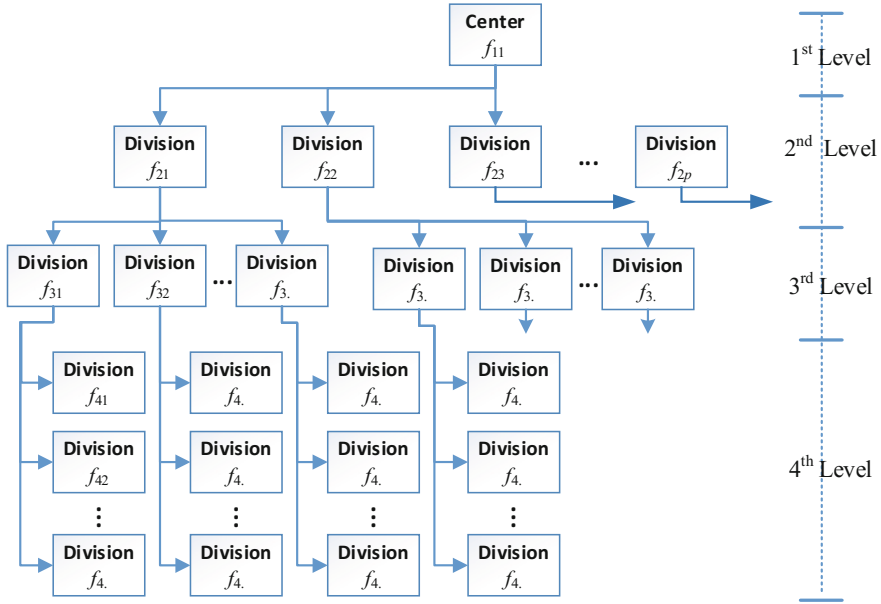 Center
f11
1st Level
Division
f21
Division
f22
Division
f23
...
Division
f2p
2nd Level
Division
f31
Division
f32
...
Division
f3.
Division
f3.
Division
f3.
...
Division
f3.
3rd Level
Division
f41
Division
f4.
Division
f4.
Division
f4.
Division
f42
Division
f4.
Division
f4.
Division
f4.
4th Level
⋮
⋮
⋮
⋮
Division
f4.
Division
f4.
Division
f4.
Division
f4.